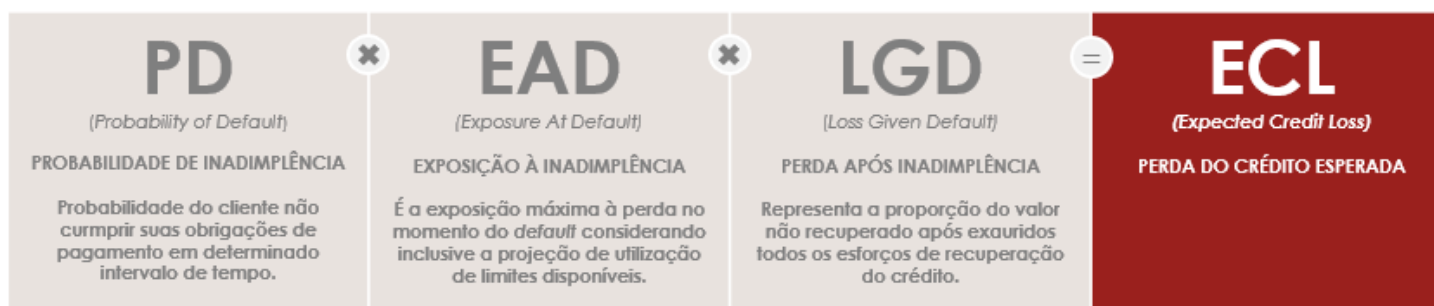 PD
(Probability of Default)
PROBABILIDADE DE INADIMPLÊNCIA
Probabilidade do cliente não
curmprir suas obrigações de
pagamento em determinado
intervalo de tempo.
✖
EAD
(Exposure At Default)
EXPOSIÇÃO À INADIMPLÊNCIA
É a exposição máxima à perda no
momento do default considerando
inclusive a projeção de utilização
de limites disponíveis.
✖
LGD
(Loss Given Default)
PERDA APÓS INADIMPLÊNCIA
Representa a proporção do valor
não recuperado após exauridos
todos os esforços de recuperação
do crédito.
=
ECL
(Expected Credit Loss)
PERDA DO CRÉDITO ESPERADA